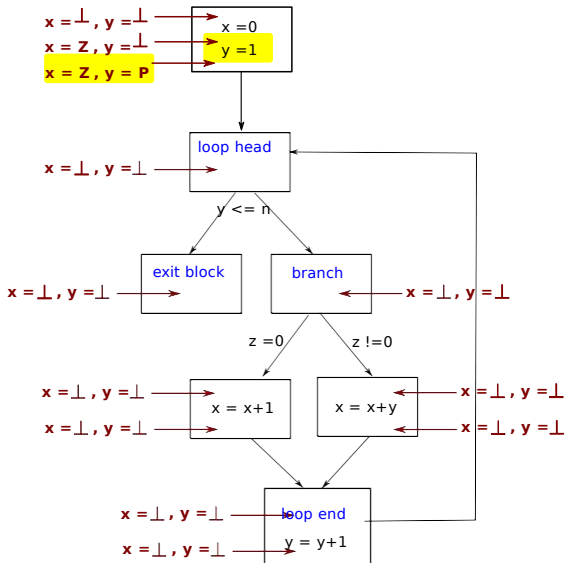 x = ⊥ , y = ⊥
x = 0
x = Z , y = ⊥
y = 1
x = Z , y = P
loop head
x = ⊥ , y = ⊥
y <= n
exit block
branch
x = ⊥ , y = ⊥
x = ⊥ , y = ⊥
z =0
z !=0
x = ⊥ , y = ⊥
x = ⊥ , y = ⊥
x = x+1
x = x+y
x = ⊥ , y = ⊥
x = ⊥ , y = ⊥
x = ⊥ , y = ⊥
loop end
y = y+1
x = ⊥ , y = ⊥